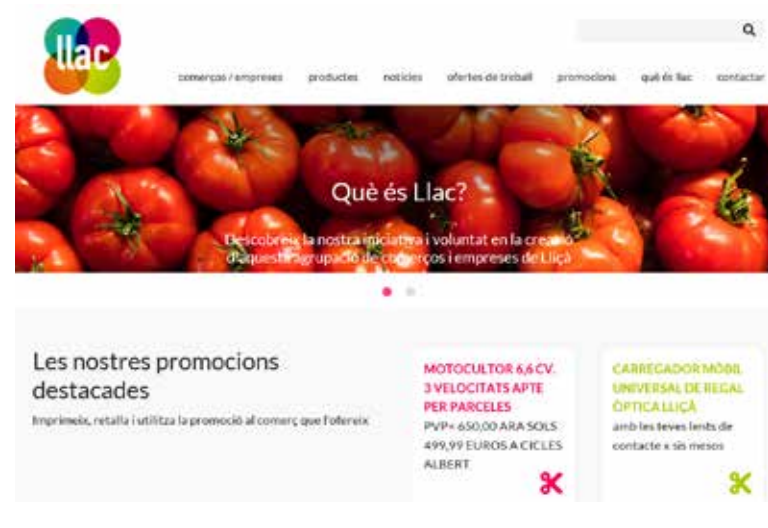 llac
comerços / empreses productes notícies ofertes de treball promocions què és llac contactar
Què és Llac?
Descobreix la nostra iniciativa i voluntat en la creació
d'aquesta agrupació de comerços i empreses de Lliçà
Les nostres promocions
destacades
Imprimeix, retalla i utilitza la promoció al comerç que l'ofereix
MOTOCULTOR 6,6 CV.
3 VELOCITATS APTE
PER PARCELES
PVP= 650,00 ARA SOLS
499,99 EUROS A CICLES
ALBERT
CARREGADOR MÒBIL
UNIVERSAL DE REGAL
ÒPTICA LLIÇÀ
amb les teves lents de
contacte x sis mesos